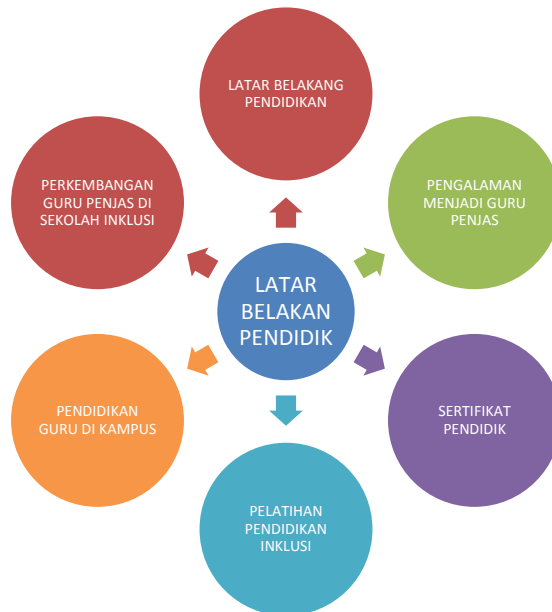 LATAR BELAKANG
PENDIDIKAN
PENGALAMAN
MENJADI GURU
PENJAS
SERTIFIKAT
PENDIDIK
PELATIHAN
PENDIDIKAN
INKLUSI
PENDIDIKAN
GURU DI KAMPUS
PERKEMBANGAN
GURU PENJAS DI
SEKOLAH INKLUSI
LATAR
BELAKAN
PENDIDIK